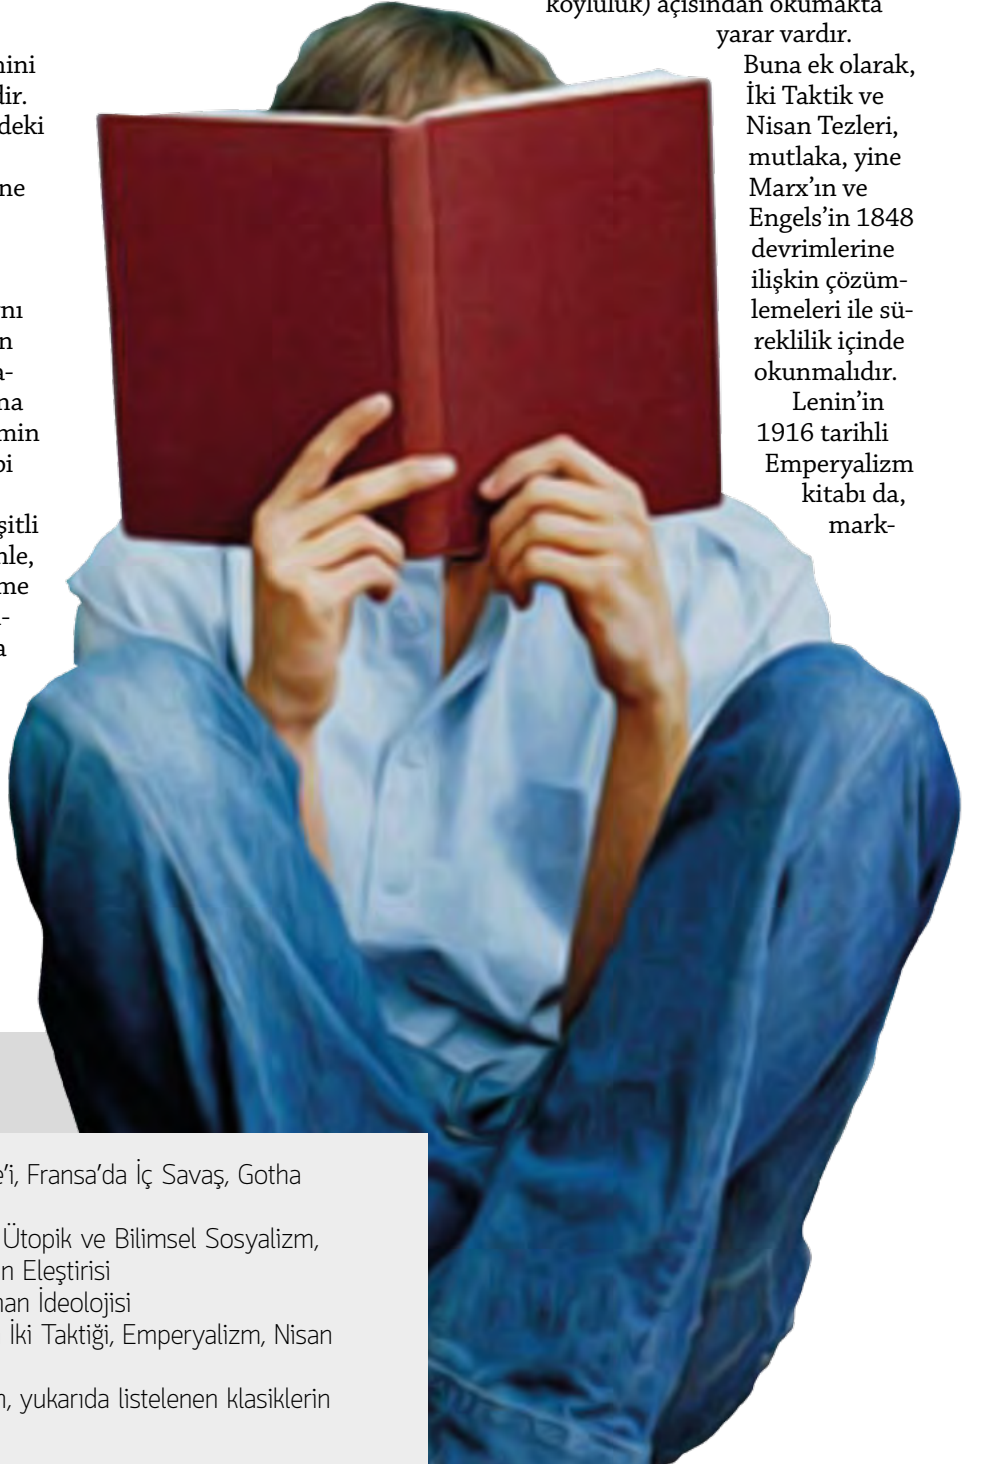 mini
dir.
deki
ne
nı
n
a-
na
min
bi
şitli
nle,
me
a
köylülük) açısından okumakta
yarar vardır.
Buna ek olarak,
İki Taktik ve
Nisan Tezleri,
mutlaka, yine
Marx’ın ve
Engels’in 1848
devrimlerine
ilişkin çözüm-
lemeleri ile sü-
reklilik içinde
okunmalıdır.
Lenin’in
1916 tarihli
Emperyalizm
kitabı da,
mark-
e’i, Fransa’da İç Savaş, Gotha
Ütopik ve Bilimsel Sosyalizm,
n Eleştirisi
man İdeolojisi
İki Taktiği, Emperyalizm, Nisan
yukarıda listelenen klasiklerin